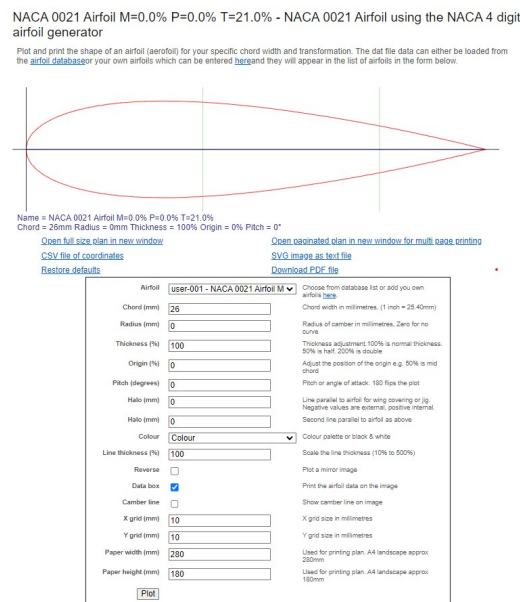 NACA 0021 Airfoil M=0.0% P=0.0% T=21.0% - NACA 0021 Airfoil using the NACA 4 digit
airfoil generator
Plot and print the shape of an airfoil (aerofoil) for your specific chord width and transformation. The dat file data can either be loaded from
the airfoil databaseor your own airfoils which can be entered hereand they will appear in the list of airfoils in the form below.
Name = NACA 0021 Airfoil M=0.0% P=0.0% T=21.0%
Chord = 26mm Radius = 0mm Thickness = 100% Origin = 0% Pitch = 0°
Open full size plan in new window Open paginated plan in new window for multi page printing
CSV file of coordinates SVG image as text file
Restore defaults Download PDF file
Airfoil user-001 - NACA 0021 Airfoil M Choose from database list or add you own
airfoils here.
Chord (mm) 26 Chord width in millimetres. (1 inch = 25.40mm)
Radius (mm) 0 Radius of camber in millimetres, Zero for no
curve
Thickness (%) 100 Thickness adjustment.100% is normal thickness.
50% is half. 200% is double
Origin (%) 0 Adjust the position of the origin e.g. 50% is mid
chord
Pitch (degrees) 0 Pitch or angle of attack. 180 flips the plot
Halo (mm) 0 Line parallel to airfoil for wing covering or jig.
Negative values are external, positive internal.
Halo (mm) 0 Second line parallel to airfoil as above
Colour Colour Colour palette or black & white
Line thickness (%) 100 Scale the line thickness (10% to 500%)
Reverse Plot a mirror image
Data box Print the airfoil data on the image
Camber line Show camber line on image
X grid (mm) 10 X grid size in millimetres
Y grid (mm) 10 Y grid size in millimetres
Paper width (mm) 280 Used for printing plan. A4 landscape approx
280mm
Paper height (mm) 180 Used for printing plan. A4 landscape approx
180mm
Plot